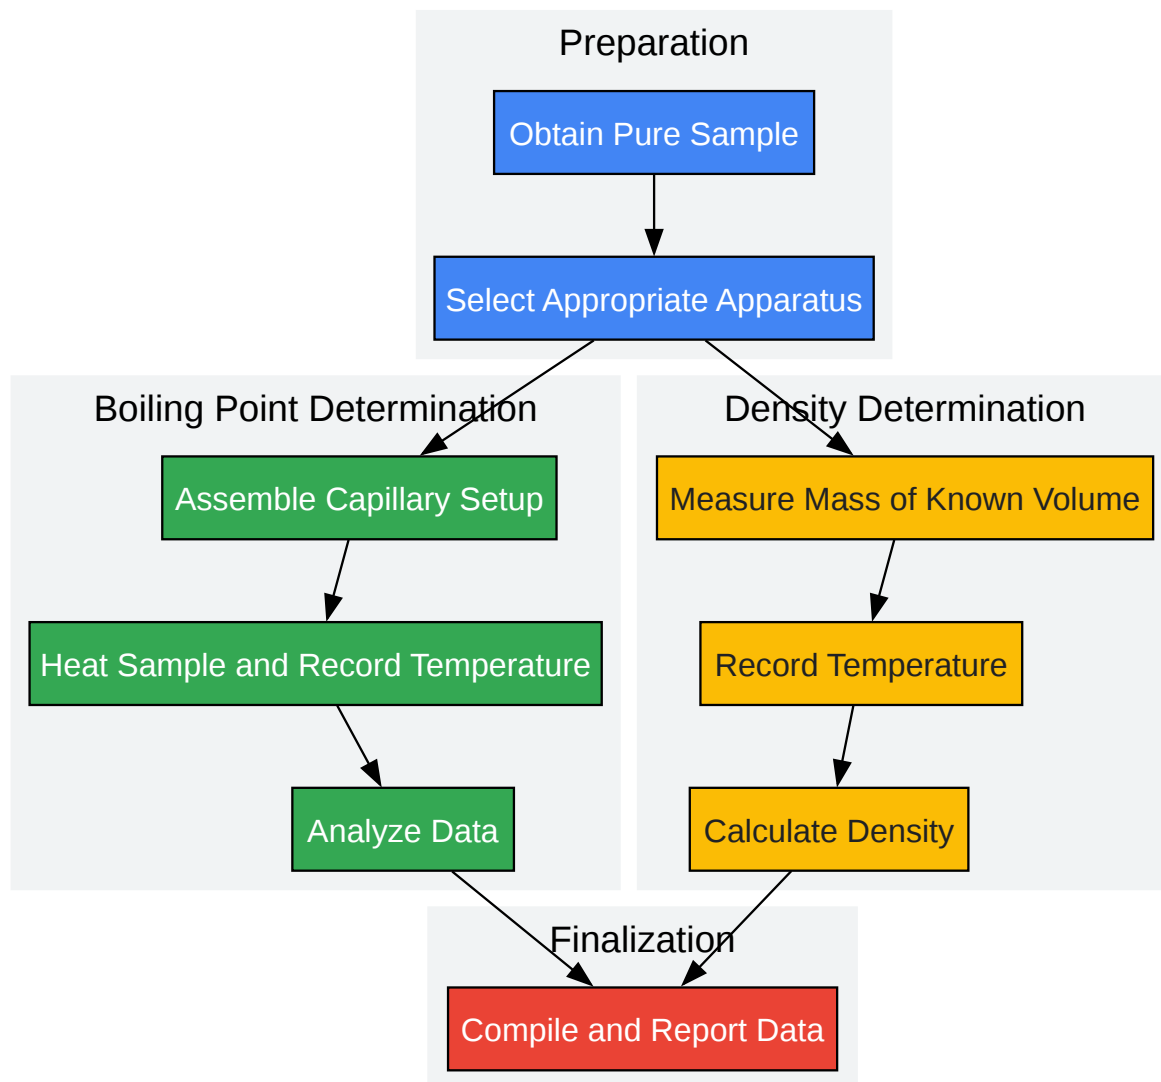 Preparation
Obtain Pure Sample
Select Appropriate Apparatus
Boiling Point Determination
Assemble Capillary Setup
Heat Sample and Record Temperature
Analyze Data
Density Determination
Measure Mass of Known Volume
Record Temperature
Calculate Density
Finalization
Compile and Report Data